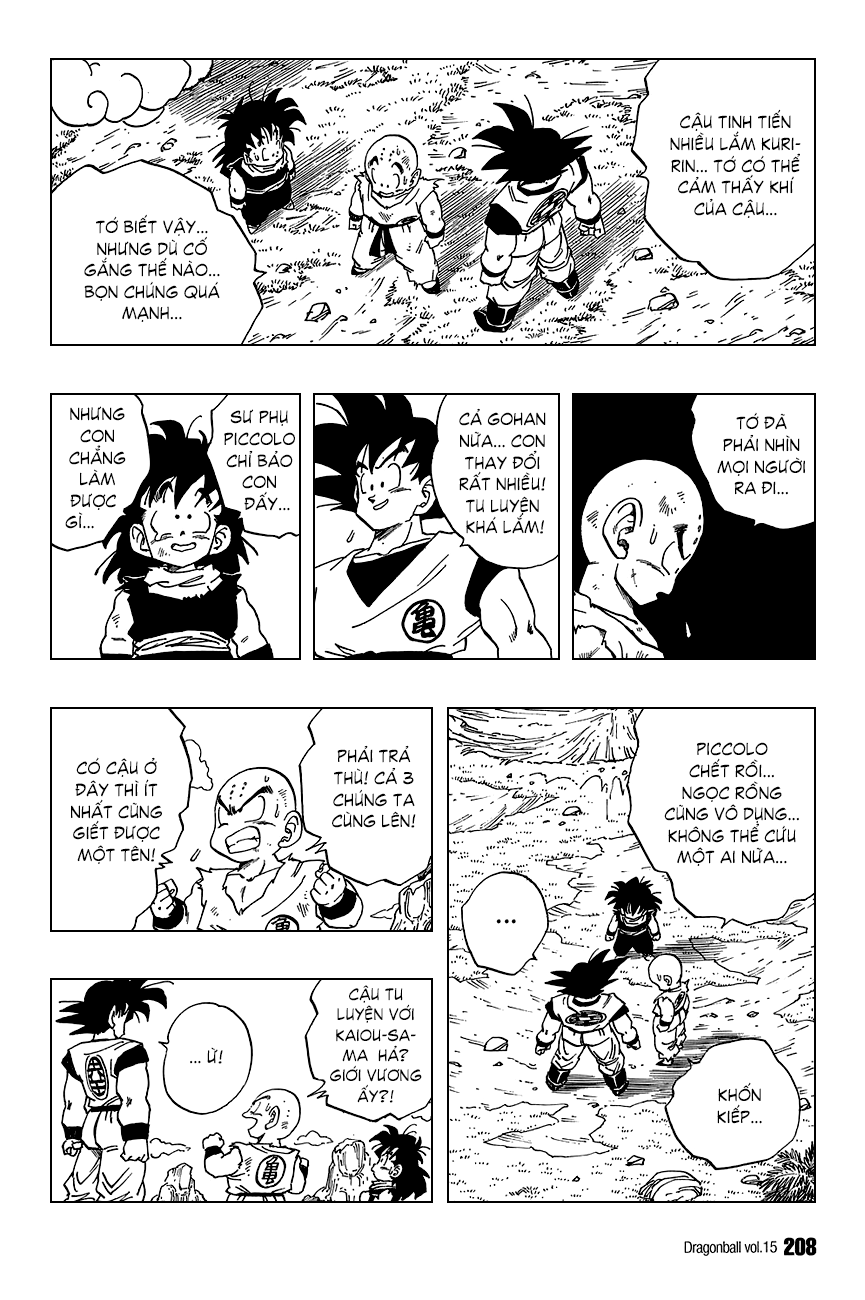 CẬU TINH TIẾN
NHIỀU LẮM KURI-
RIN... TỚ CÓ THỂ
CẢM THẤY KHÍ
CỦA CẬU...
TỚ BIẾT VẬY...
NHƯNG DÙ CỐ
GẮNG THẾ NÀO...
BỌN CHÚNG QUÁ
MẠNH...
TỚ ĐÃ
PHẢI NHÌN
MỌI NGƯỜI
RA ĐI...
CẢ GOHAN
NỮA... CON
THAY ĐỔI
RẤT NHIỀU!
TU LUYỆN
KHÁ LẮM!
亀
SƯ PHỤ
PICCOLO
CHỈ BẢO
CON
ĐẤY...
NHƯNG
CON
CHẲNG
LÀM
ĐƯỢC
GÌ...
PICCOLO
CHẾT RỒI...
NGỌC RỒNG
CŨNG VÔ DỤNG...
KHÔNG THỂ CỨU
MỘT AI NỮA...
...
KHỐN
KIẾP...
PHẢI TRẢ
THÙ! CẢ 3
CHÚNG TA
CÙNG LÊN!
CÓ CẬU Ở
ĐÂY THÌ ÍT
NHẤT CŨNG
GIẾT ĐƯỢC
MỘT TÊN!
CẬU TU
LUYỆN VỚI
KAIOU-SA-
MA HẢ?
GIỚI VƯƠNG
ẤY?!
... Ừ!
亀
Dragonball vol.15 208